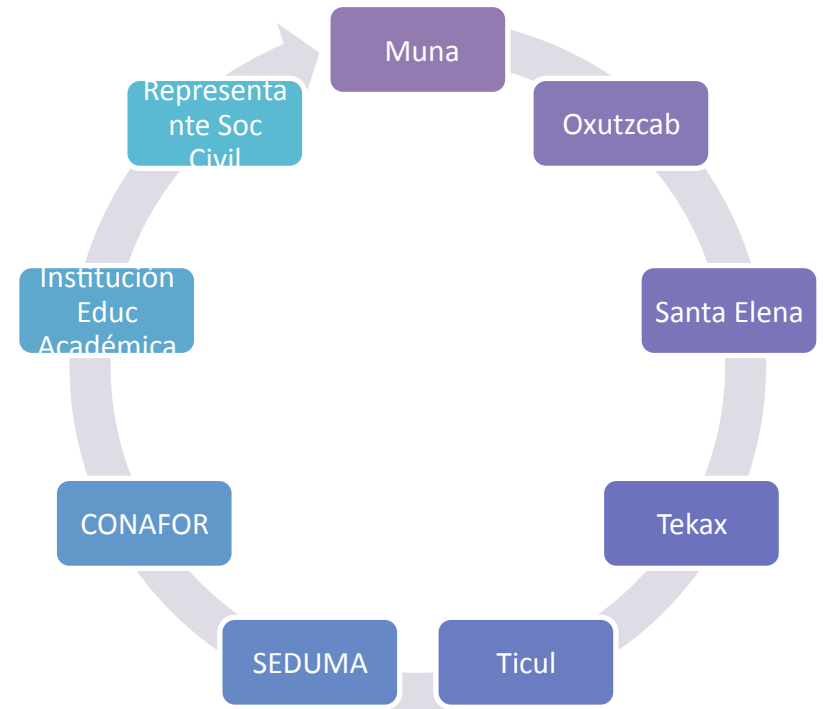 Muna
Oxutzcab
Santa Elena
Tekax
Ticul
SEDUMA
CONAFOR
Institución
Educ
Académica
Representa
nte Soc
Civil